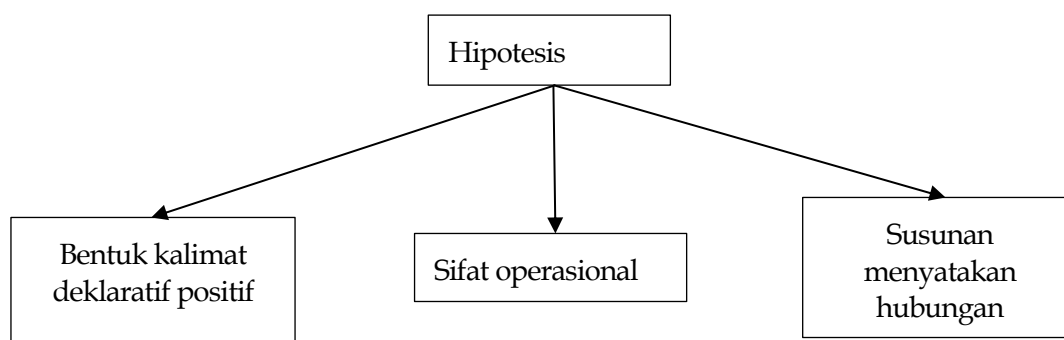 Hipotesis
Bentuk kalimat
deklaratif positif
Sifat operasional
Susunan
menyatakan
hubungan